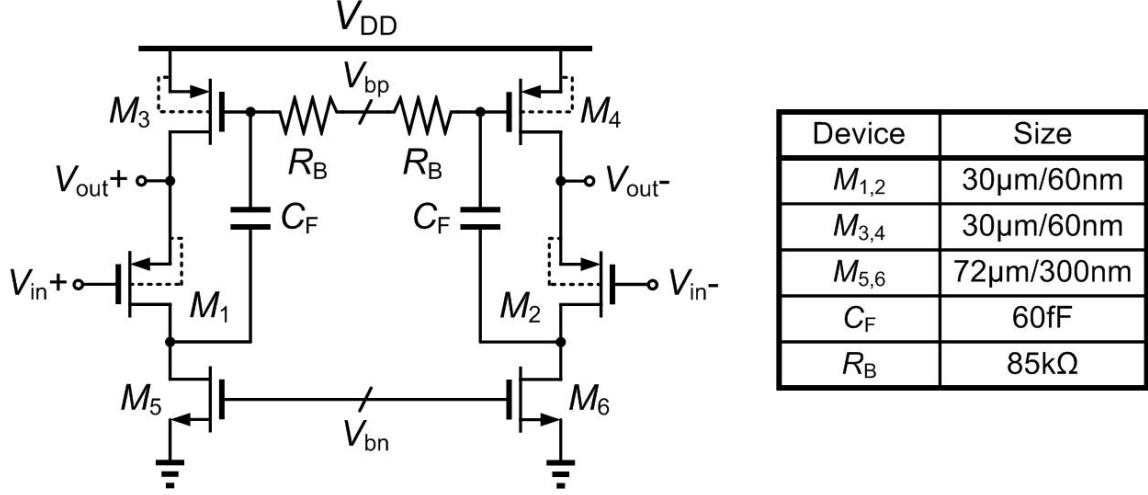 VDD
Vbp
M3
M4
RB
RB
Vout+
Vout-
CF
CF
Vin+
Vin-
M1
M2
M5
M6
Vbn
Device Size
M1,2 30μm/60nm
M3,4 30μm/60nm
M5,6 72μm/300nm
CF 60fF
RB 85kΩ